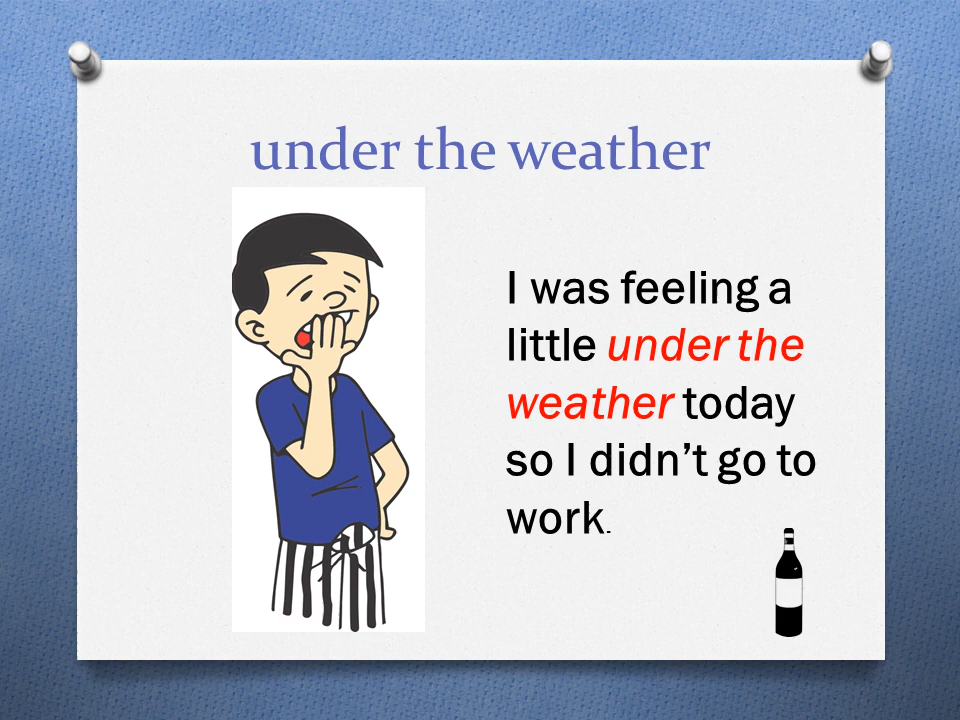 under the weather
I was feeling a
little under the
weather today
so I didn’t go to
work.